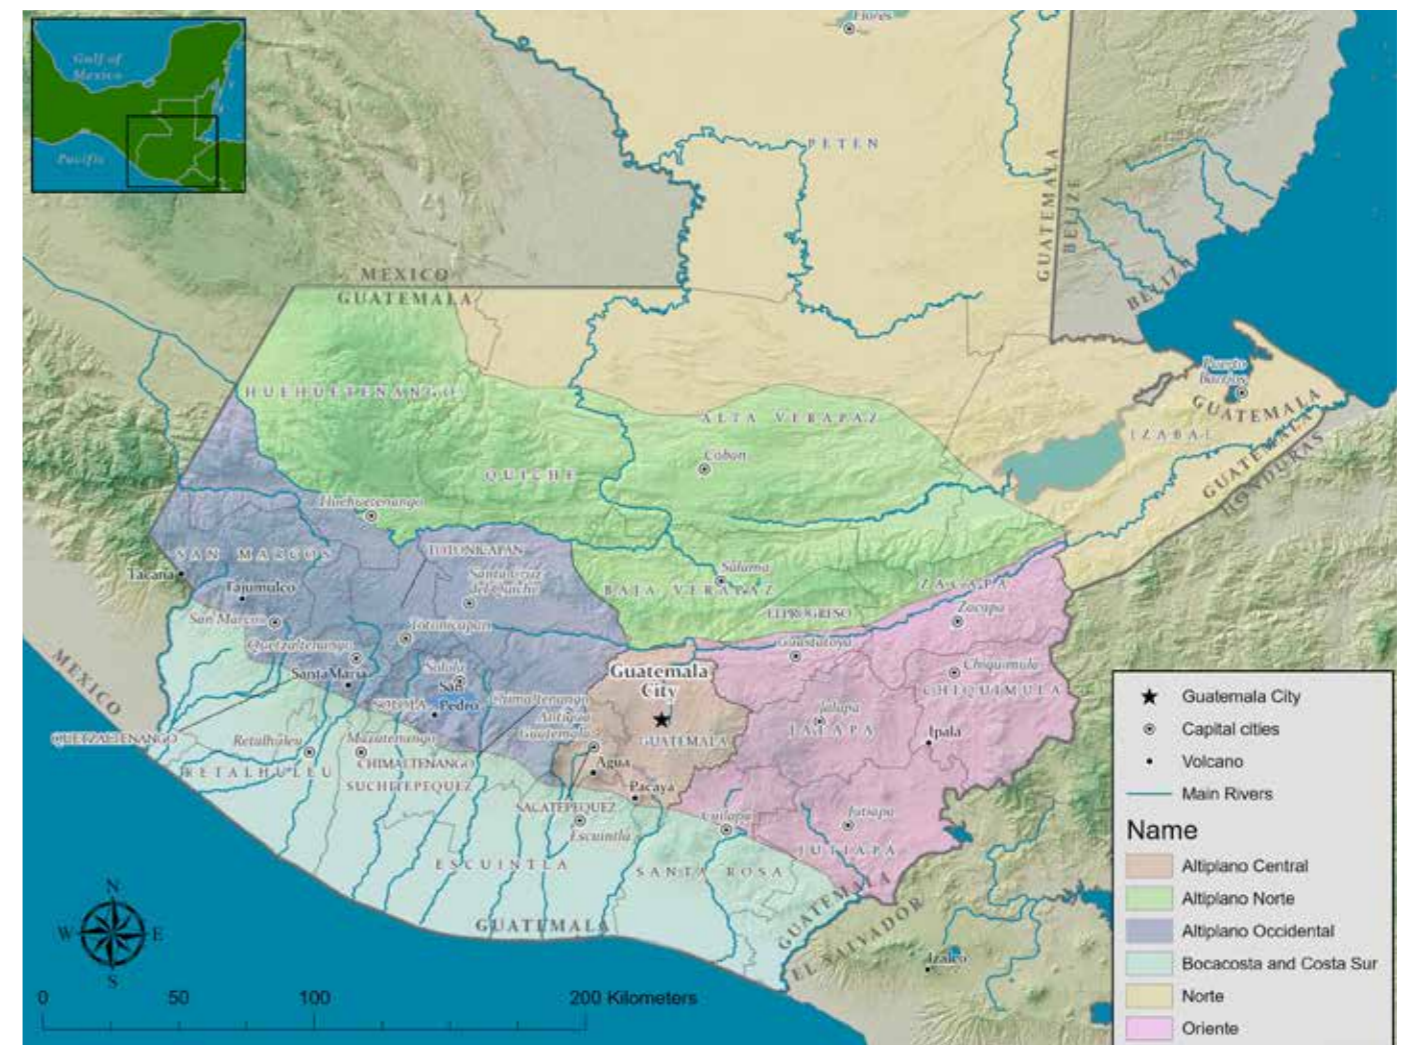 Gulf of
Mexico
Pacific
Flores
PETEN
GUATEMALA
BELIZE
BELIZE
MEXICO
GUATEMALA
HUEHUETENANGO
ALTA VERAPAZ
Puerto
Barrios
GUATEMALA
IZABAL
GUATEMALA
HONDURAS
Coban
QUICHE
Huehuetenango
SAN MARCOS
TOTONICAPAN
Tacana
Tajumulco
Santa Cruz
del Quiche
Salama
BAJA VERAPAZ
ZACAPA
EL PROGRESO
Zacapa
San Marcos
Totonicapan
Quetzaltenango
Guastatoya
Santa Maria
Solola
San
Pedro
Guatemala
City
Chiquimula
CHIQUIMULA
SOLOLA
Chimaltenango
Antigua
Guatemala
GUATEMALA
Jalapa
JALAPA
Ipala
MEXICO
QUETZALTENANGO
Retalhuleu
Mazatenango
RETALHULEU
CHIMALTENANGO
SUCHITEPEQUEZ
Agua
Pacaya
SACATEPEQUEZ
Escuintla
Cuilapa
Jutiapa
JUTIAPA
ESCUINTLA
SANTA ROSA
GUATEMALA
GUATEMALA
EL SALVADOR
Izalco
N
W E
S
0 50 100 200 Kilometers
Guatemala City
Capital cities
Volcano
Main Rivers
Name
Altiplano Central
Altiplano Norte
Altiplano Occidental
Bocacosta and Costa Sur
Norte
Oriente